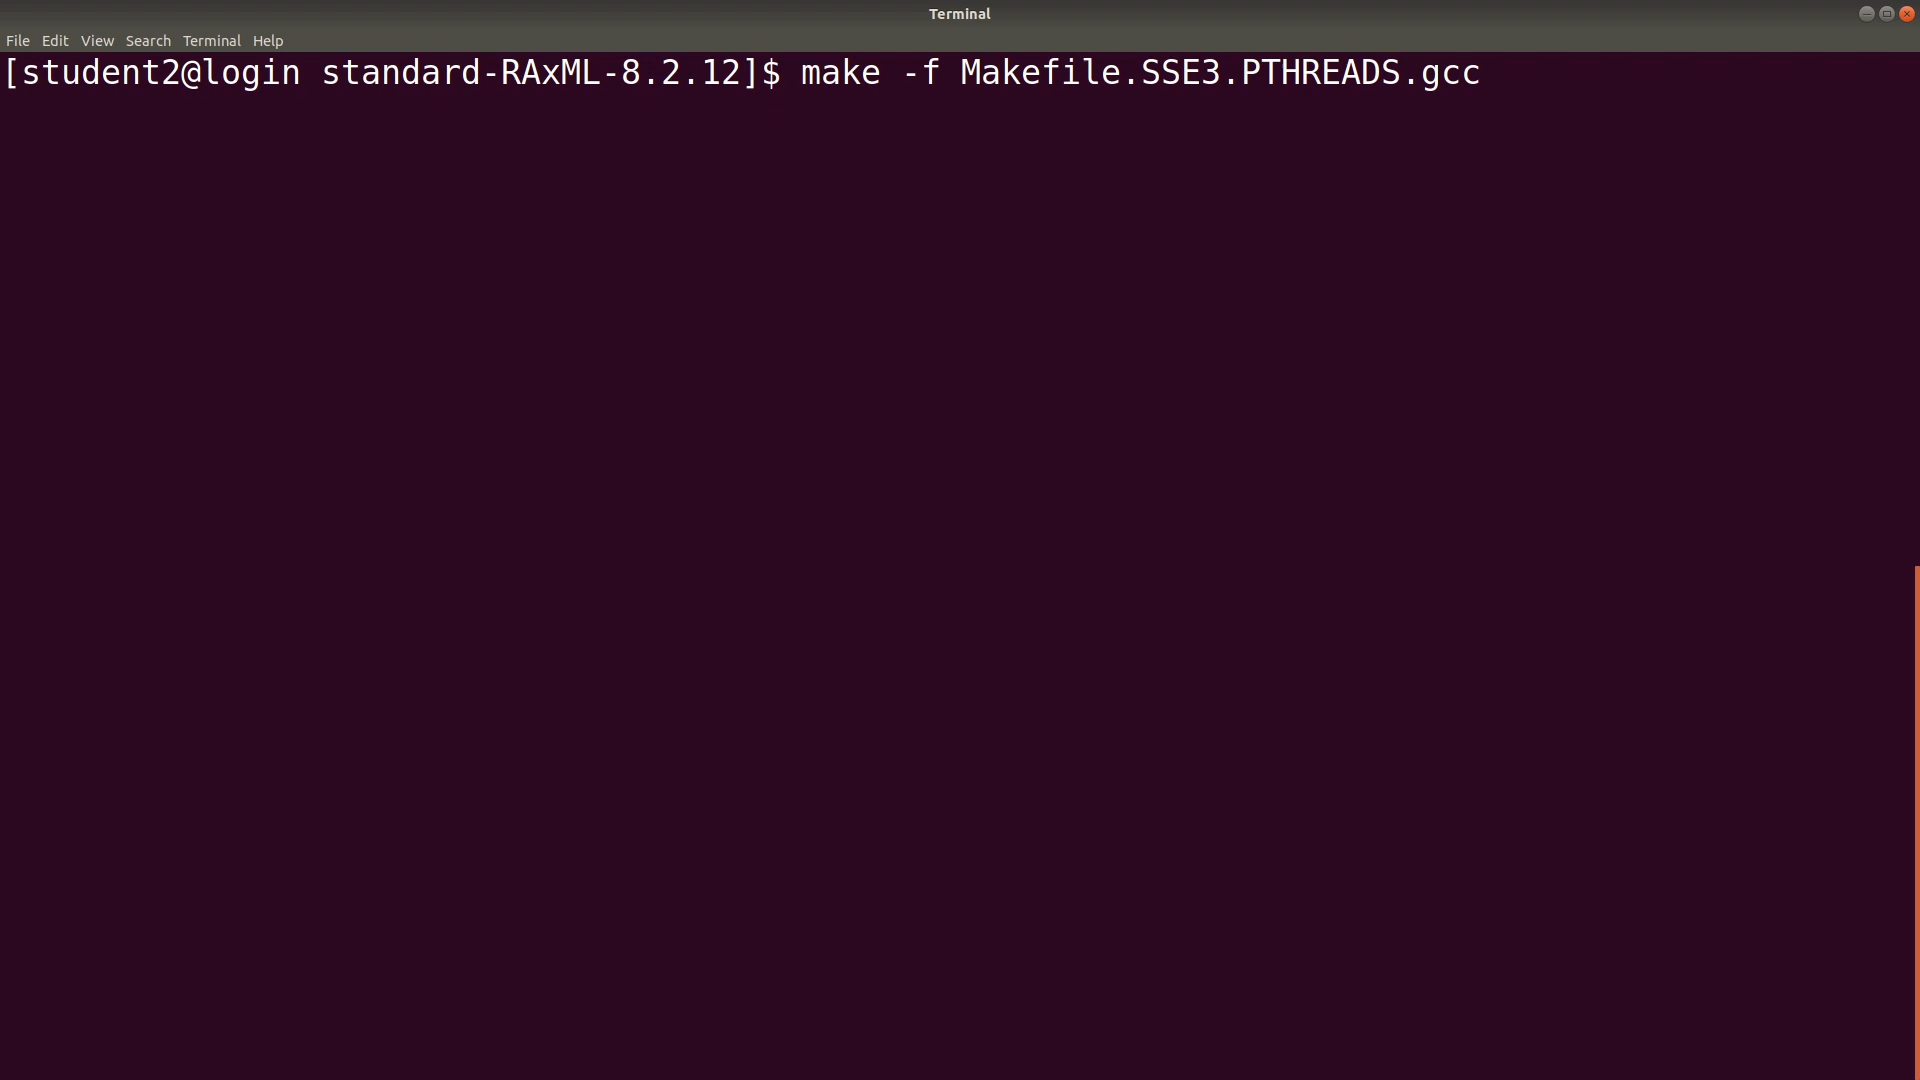 Terminal
File Edit View Search Terminal Help
[student2@login standard-RAxML-8.2.12]$ make -f Makefile.SSE3.PTHREADS.gcc